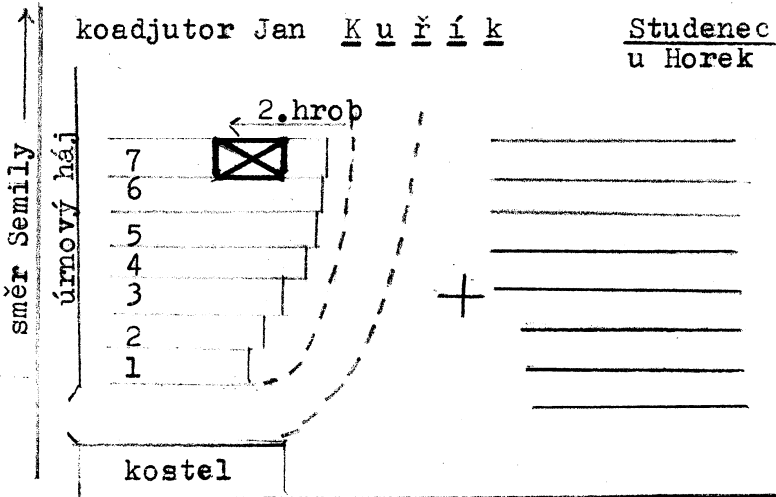 koadjutor Jan Kuřík
Studenec
u Horek
směr Semily
úrnový háj
2.hrob
7
6
5
4
3
2
1
kostel